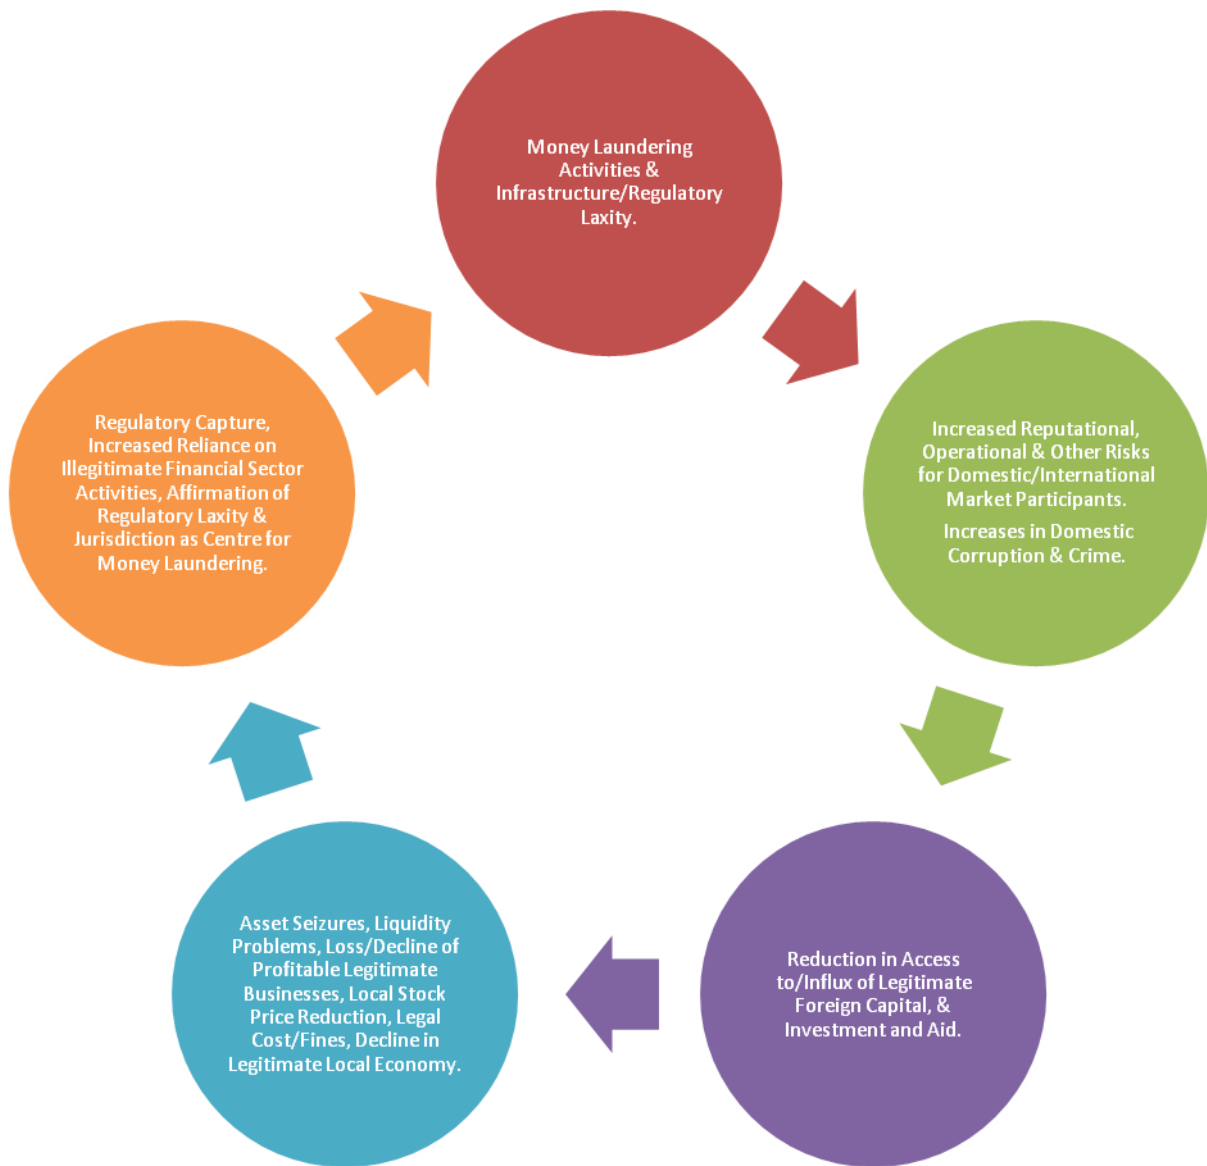 Money Laundering
Activities &
Infrastructure/Regulatory
Laxity.
Increased Reputational,
Operational & Other Risks
for Domestic/International
Market Participants.
Increases in Domestic
Corruption & Crime.
Reduction in Access
to/Influx of Legitimate
Foreign Capital, &
Investment and Aid.
Asset Seizures, Liquidity
Problems, Loss/Decline of
Profitable Legitimate
Businesses, Local Stock
Price Reduction, Legal
Cost/Fines, Decline in
Legitimate Local Economy.
Regulatory Capture,
Increased Reliance on
Illegitimate Financial Sector
Activities, Affirmation of
Regulatory Laxity &
Jurisdiction as Centre for
Money Laundering.